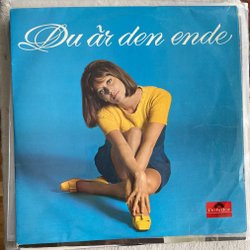 Du är den ende